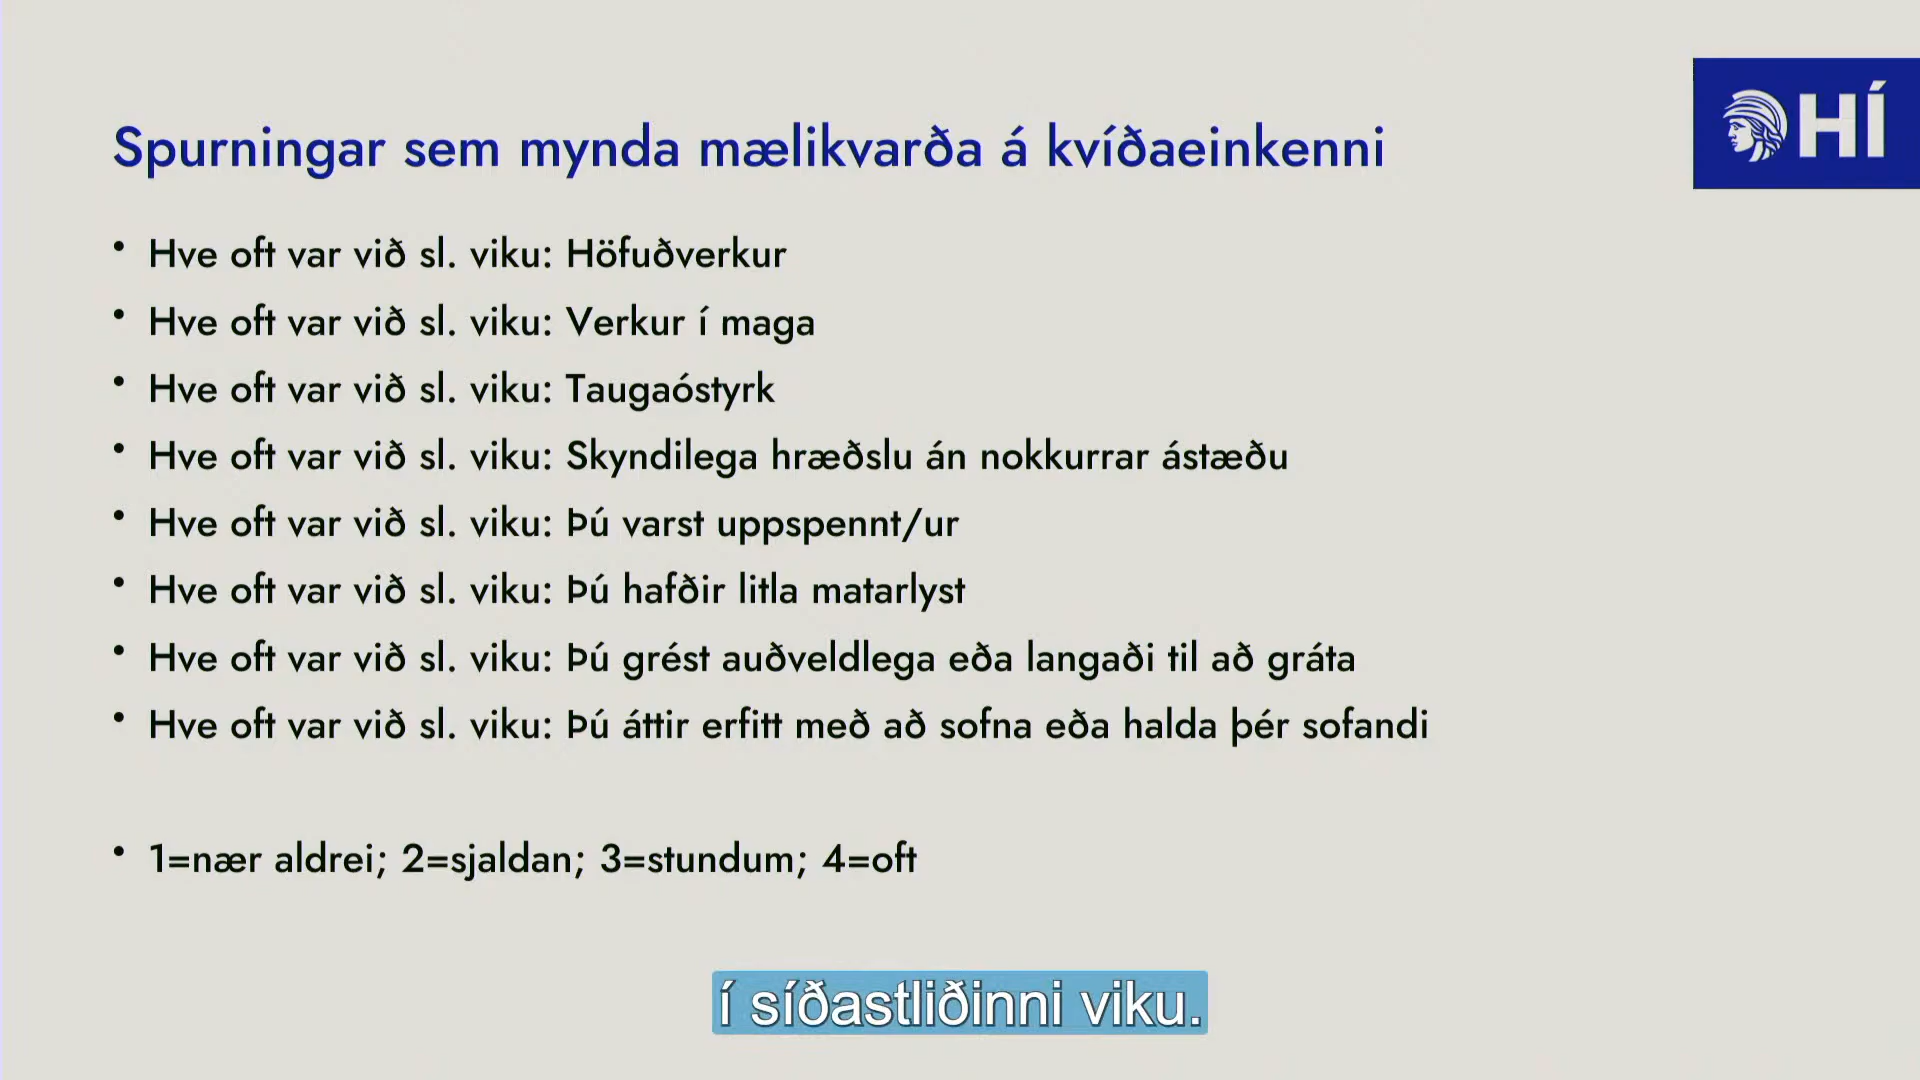 HÍ
Spurningar sem mynda mælikvarða á kvíðaeinkenni
• Hve oft var við sl. viku: Höfuðverkur
• Hve oft var við sl. viku: Verkur í maga
• Hve oft var við sl. viku: Taugaóstyrk
• Hve oft var við sl. viku: Skyndilega hræðslu án nokkurrar ástæðu
• Hve oft var við sl. viku: Þú varst uppspennt/ur
• Hve oft var við sl. viku: Þú hafðir litla matarlyst
• Hve oft var við sl. viku: Þú grést auðveldlega eða langaði til að gráta
• Hve oft var við sl. viku: Þú áttir erfitt með að sofna eða halda þér sofandi
• 1=nær aldrei; 2=sjaldan; 3=stundum; 4=oft
í síðastliðinni viku.